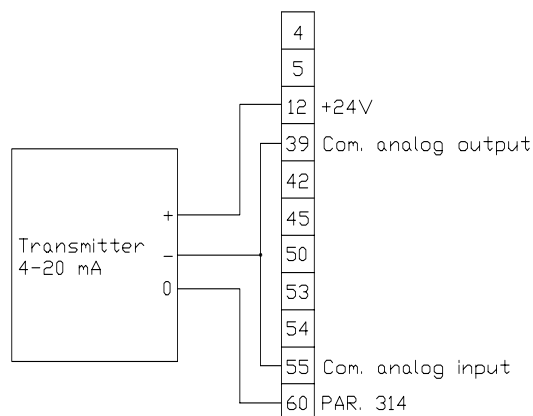 4
5
12 +24V
39 Com. analog output
42
45
+
Transmitter
4-20 mA
-
50
0
53
54
55 Com. analog input
60 PAR. 314